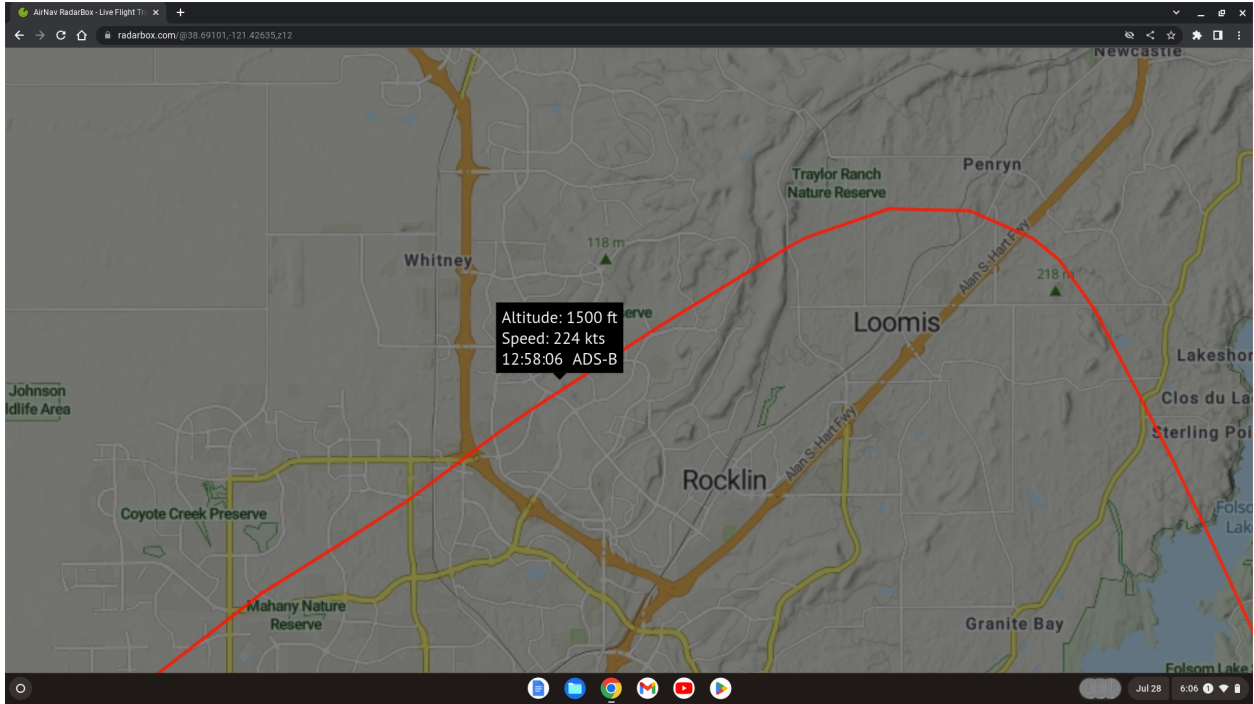 AirNav RadarBox - Live Flight Tra
radarbox.com/@38.69101,-121.42635,z12
Newcastle
Penryn
Traylor Ranch
Nature Reserve
Alan S. Hart Fwy
118 m
Whitney
218 m
Altitude: 1500 ft
Speed: 224 kts
12:58:06 ADS-B
erve
Loomis
Lakeshor
Johnson
ldlife Area
Clos du La
Alan S. Hart Fwy
Sterling Poi
Rocklin
Coyote Creek Preserve
Folso
Lak
Mahany Nature
Reserve
Granite Bay
Folsom Lake
Jul 28
6:06
1